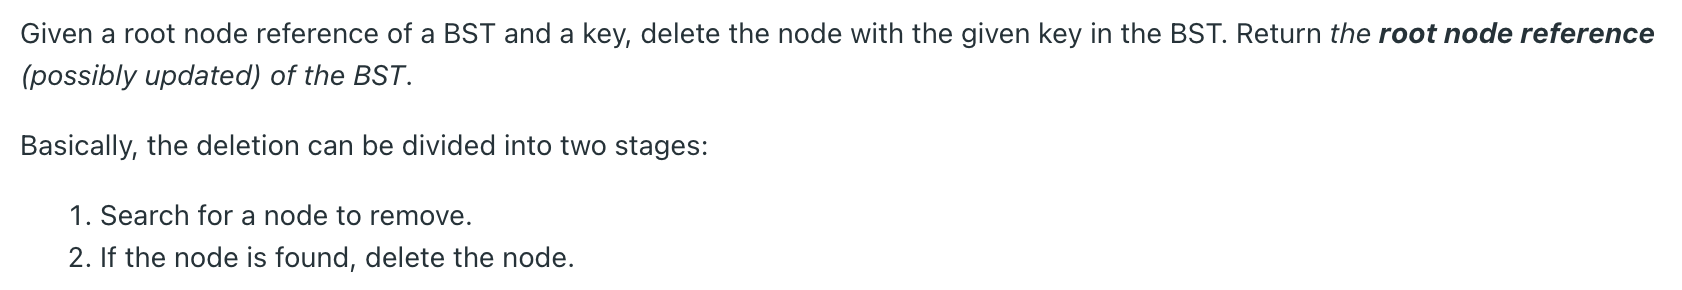 Given a root node reference of a BST and a key, delete the node with the given key in the BST. Return the root node reference
(possibly updated) of the BST.
Basically, the deletion can be divided into two stages:
1. Search for a node to remove.
2. If the node is found, delete the node.